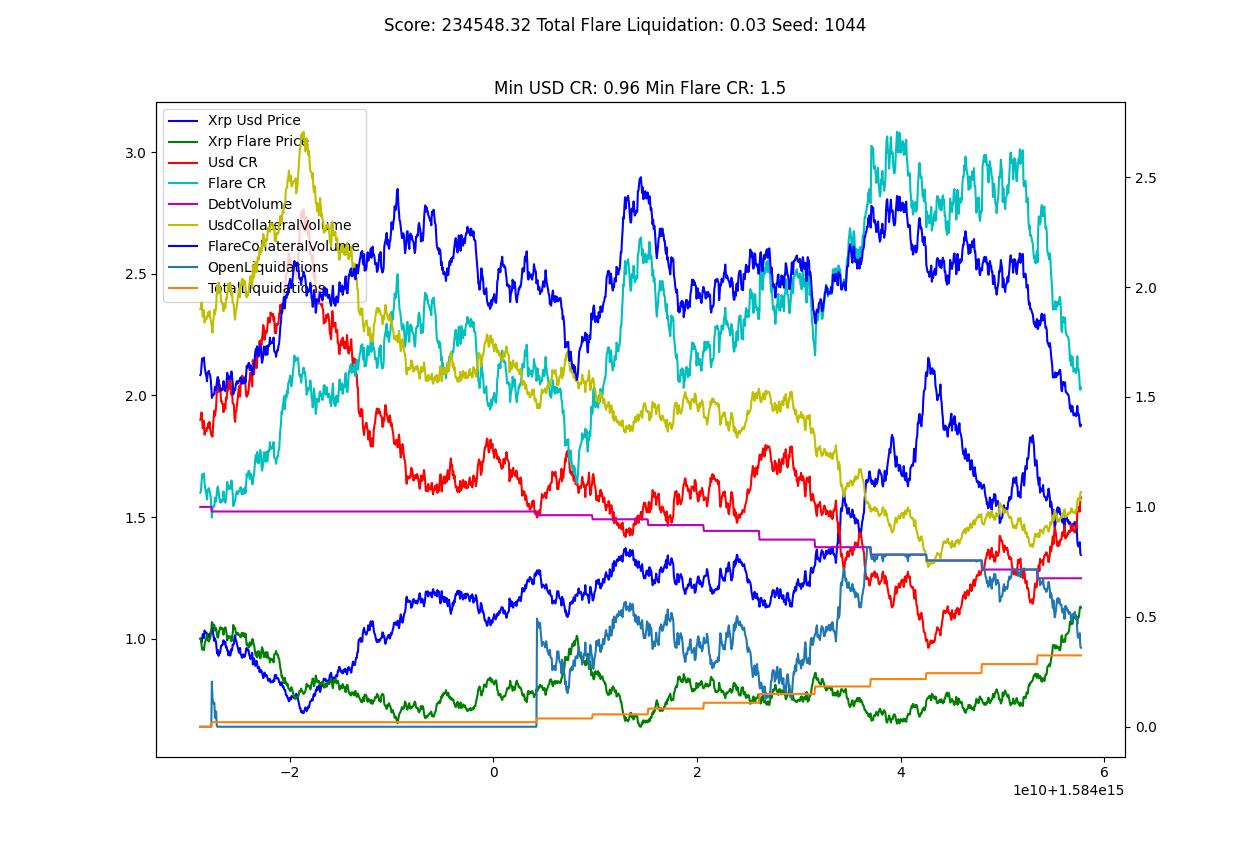 Score: 234548.32 Total Flare Liquidation: 0.03 Seed: 1044
Min USD CR: 0.96 Min Flare CR: 1.5
Xrp Usd Price
Xrp Flare Price
Usd CR
Flare CR
DebtVolume
UsdCollateralVolume
FlareCollateralVolume
OpenLiquidations
TotalLiquidations
3.0
2.5
2.0
1.5
1.0
2.5
2.0
1.5
1.0
0.5
0.0
−2
0
2
4
6
1e10+1.584e15